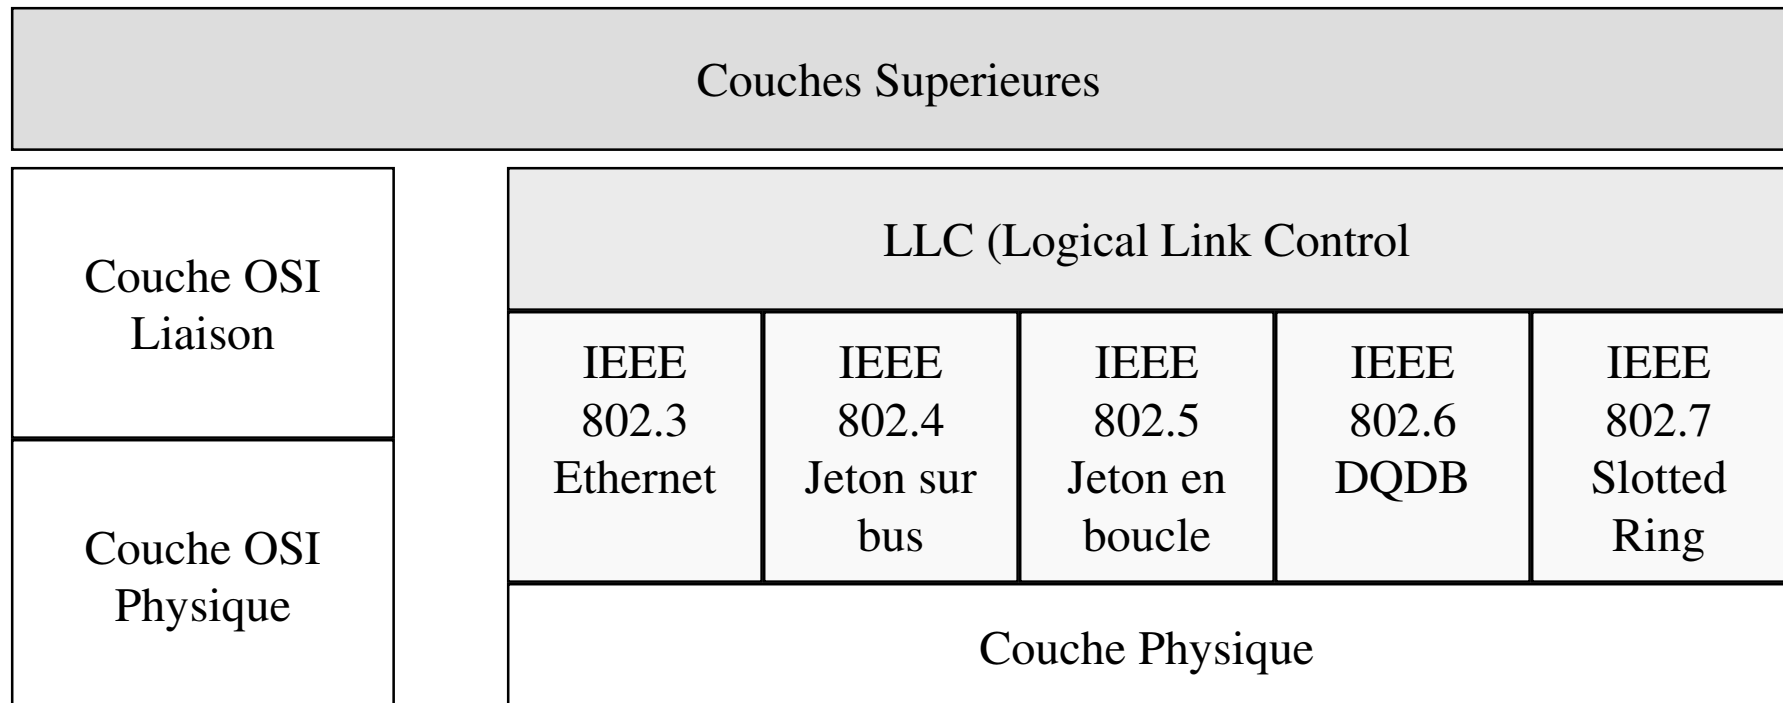 Couches Superieures
Couche OSI
Liaison
Couche OSI
Physique
LLC (Logical Link Control
IEEE
802.3
Ethernet
IEEE
802.4
Jeton sur
bus
IEEE
802.5
Jeton en
boucle
IEEE
802.6
DQDB
IEEE
802.7
Slotted
Ring
Couche Physique